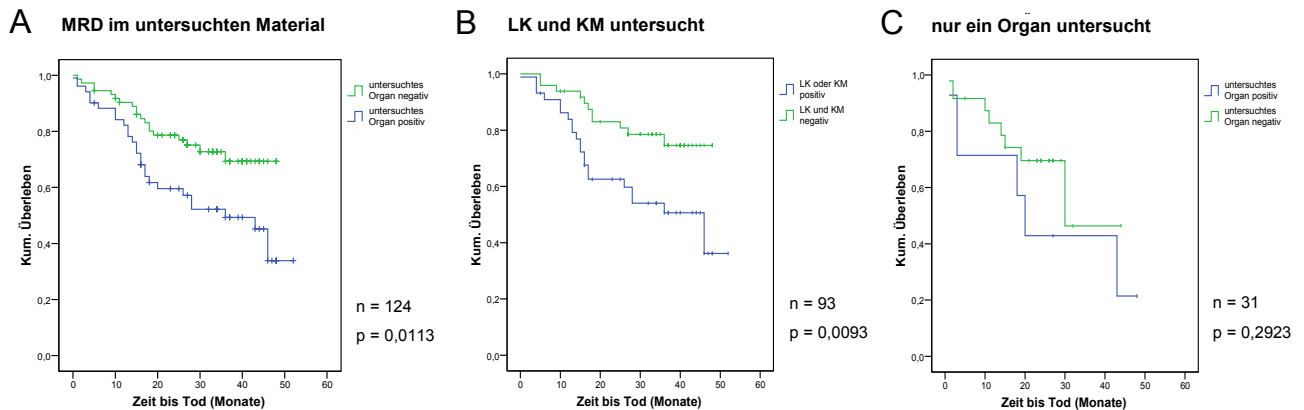 A MRD im untersuchten Material
Kum. Überleben
1,0
0,8
0,6
0,4
0,2
0,0
0 10 20 30 40 50 60
Zeit bis Tod (Monate)
untersuchtes
Organ negativ
untersuchtes
Organ positiv
n = 124
p = 0,0113
B LK und KM untersucht
Kum. Überleben
1,0
0,8
0,6
0,4
0,2
0,0
0 10 20 30 40 50 60
Zeit bis Tod (Monate)
LK oder KM
positiv
LK und KM
negativ
n = 93
p = 0,0093
C nur ein Organ untersucht
Kum. Überleben
1,0
0,8
0,6
0,4
0,2
0,0
0 10 20 30 40 50 60
Zeit bis Tod (Monate)
untersuchtes
Organ positiv
untersuchtes
Organ negativ
n = 31
p = 0,2923